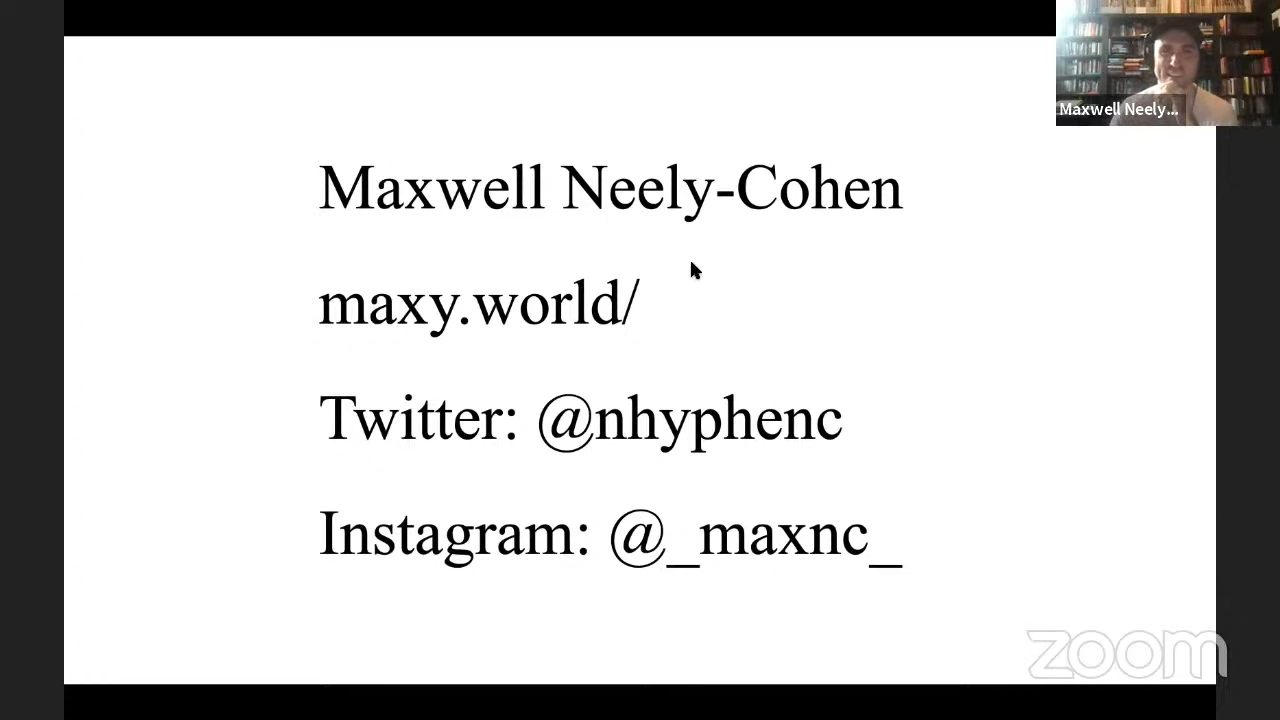 Maxwell Neely...
Maxwell Neely-Cohen
maxy.world/
Twitter: @nhyphenc
Instagram: @_maxnc_
zoom